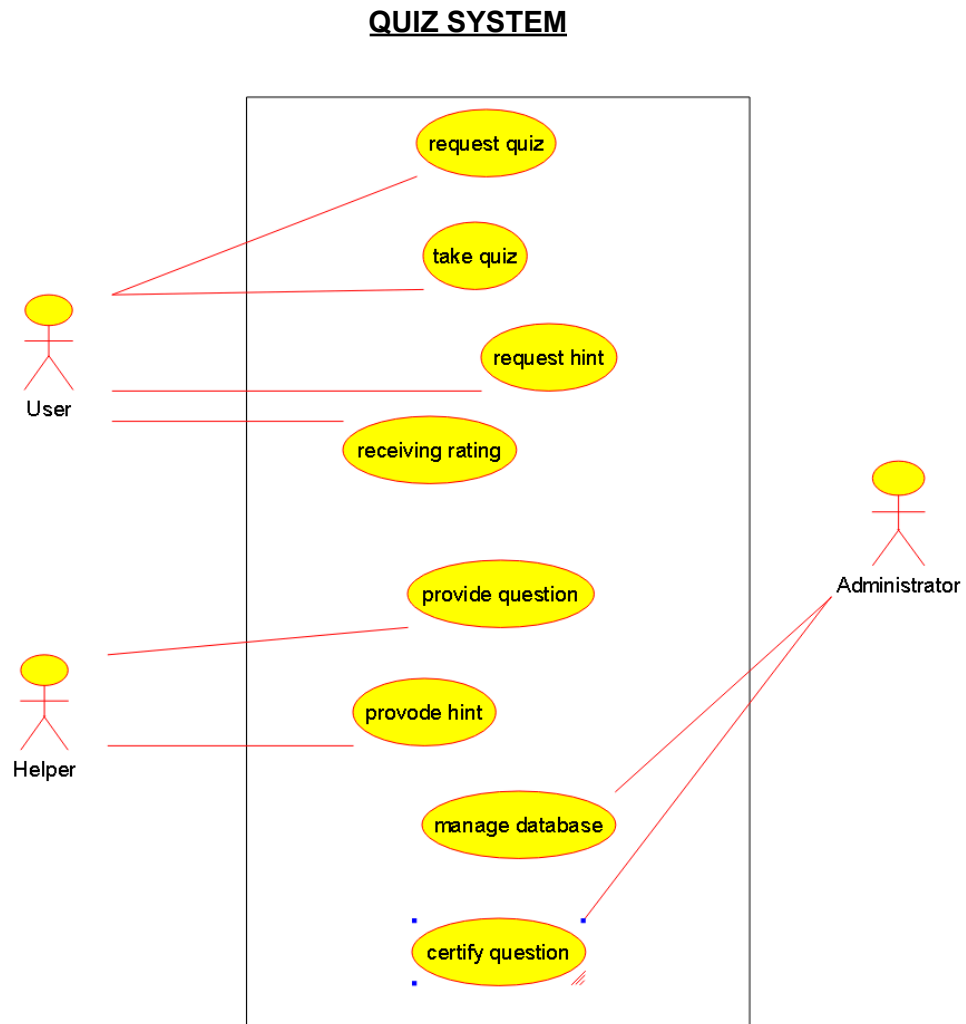 QUIZ SYSTEM
request quiz
take quiz
request hint
User
receiving rating
Administrator
provide question
provode hint
Helper
manage database
certify question